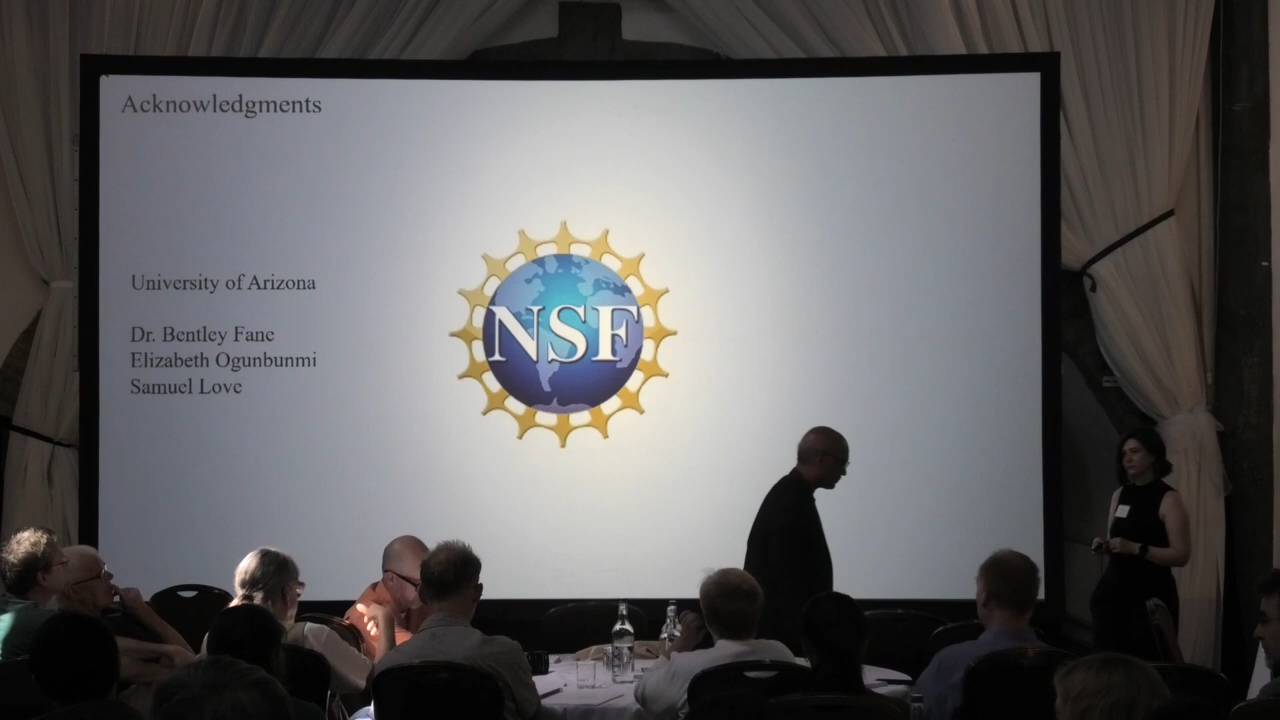 Acknowledgments
University of Arizona
Dr. Bentley Fane
Elizabeth Ogunbunmi
Samuel Love
NSF